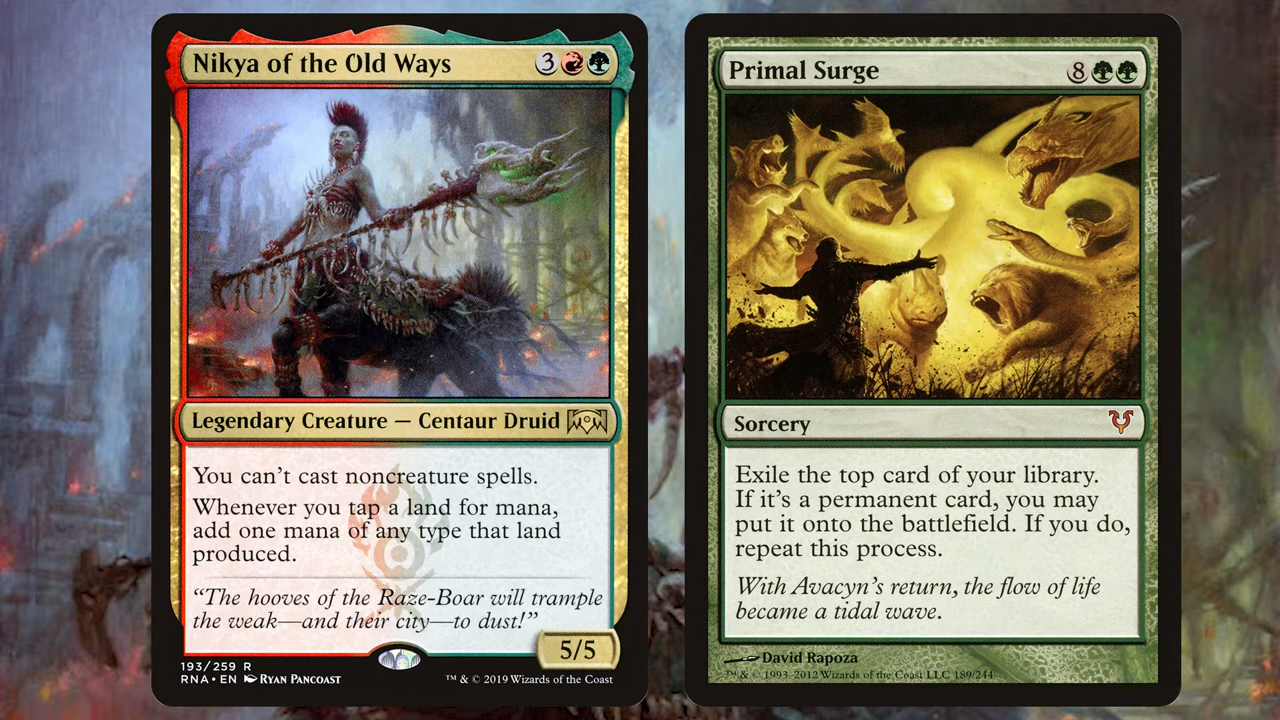 Nikya of the Old Ways 3
Legendary Creature — Centaur Druid
You can't cast noncreature spells.
Whenever you tap a land for mana,
add one mana of any type that land
produced.
“The hooves of the Raze-Boar will trample
the weak—and their city—to dust!”
5/5
193/259 R
RNA • EN Ryan Pancoast
™ & © 2019 Wizards of the Coast
Primal Surge 8
Sorcery
Exile the top card of your library.
If it's a permanent card, you may
put it onto the battlefield. If you do,
repeat this process.
With Avacyn's return, the flow of life
became a tidal wave.
David Rapoza
™ & © 1993–2012 Wizards of the Coast LLC 189/244